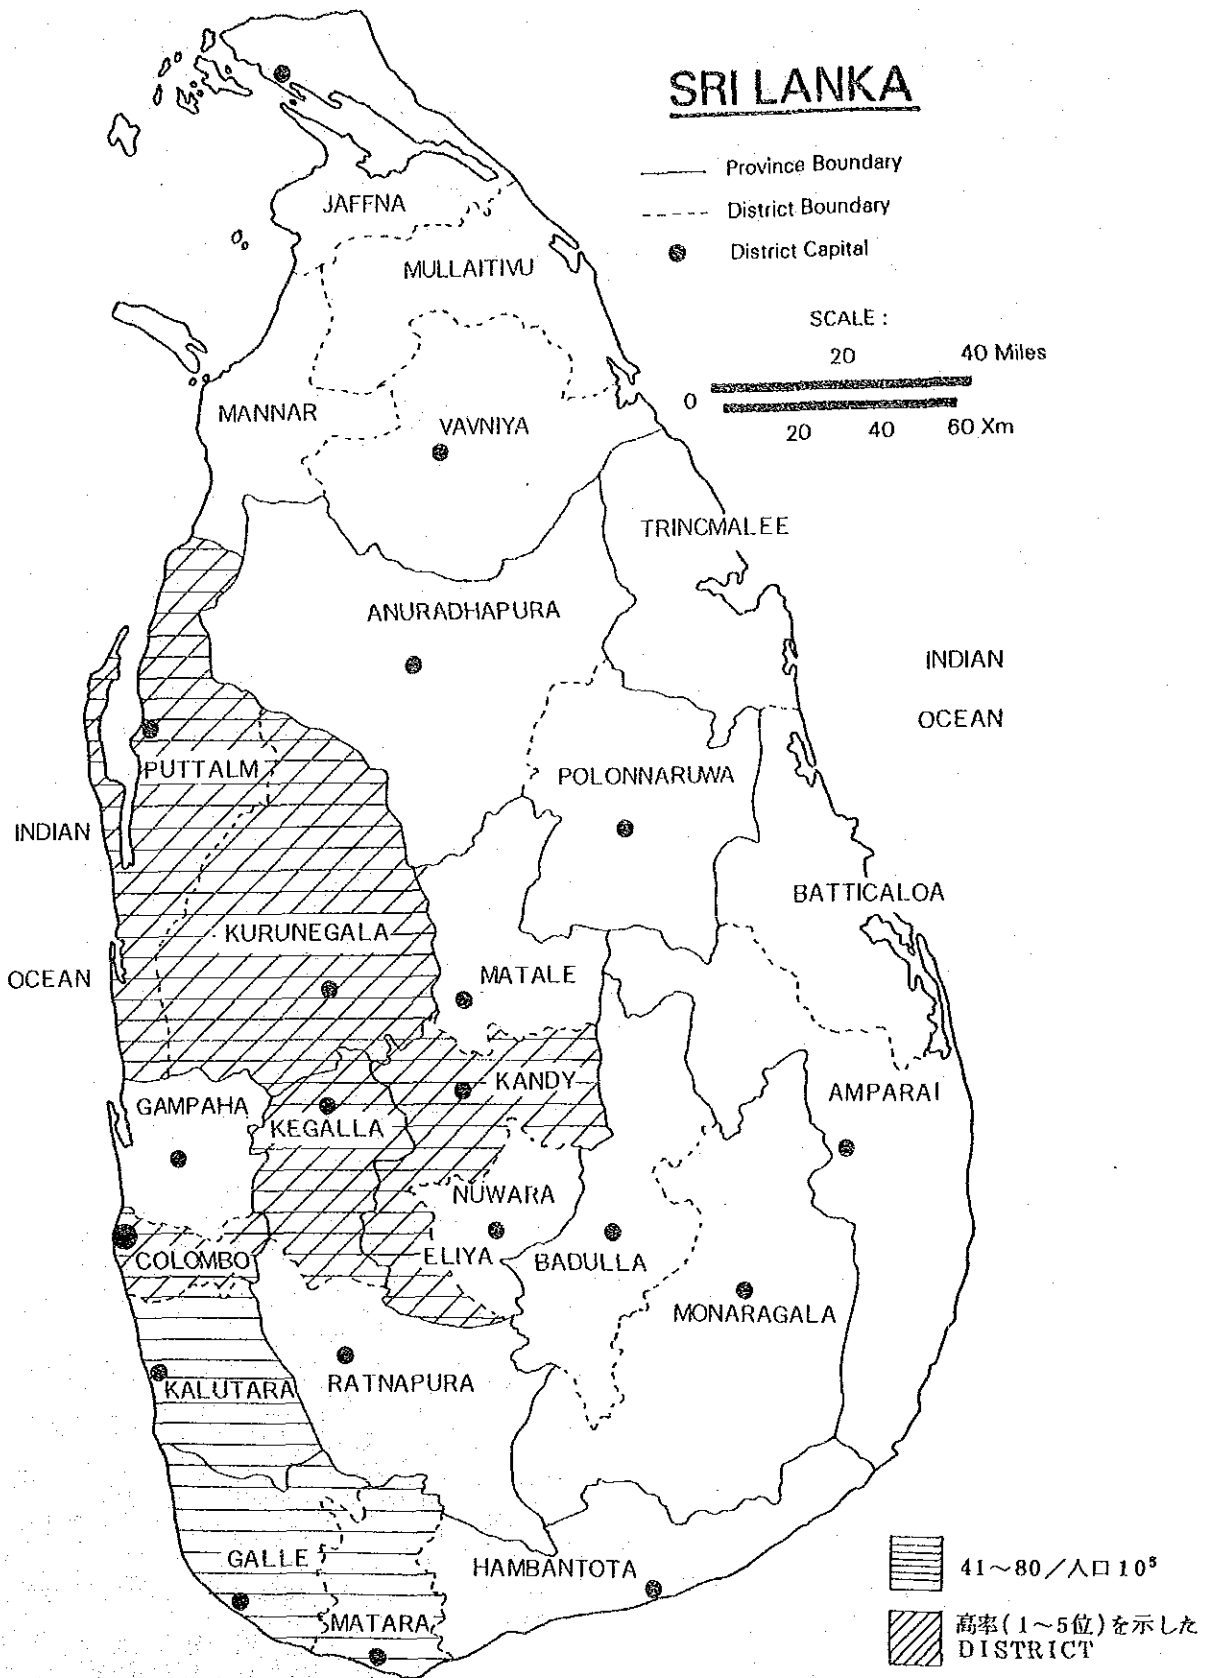 SRI LANKA
Province Boundary
District Boundary
District Capital
SCALE :
20 40 Miles
0
20 40 60 Xm
JAFFNA
MULLAITIVU
MANNAR
VAVNIYA
TRINCMALEE
ANURADHAPURA
INDIAN
OCEAN
PUTTALM
POLONNARUWA
INDIAN
BATTICALOA
KURUNEGALA
OCEAN
MATALE
KANDY
AMPARAI
GAMPAHA
KEGALLA
NUWARA
ELIYA
BADULLA
COLOMBO
MONARAGALA
KALUTARA
RATNAPURA
GALLE
HAMBANTOTA
MATARA
41～80／人口10⁵
高率(1～5位)を示した
DISTRICT